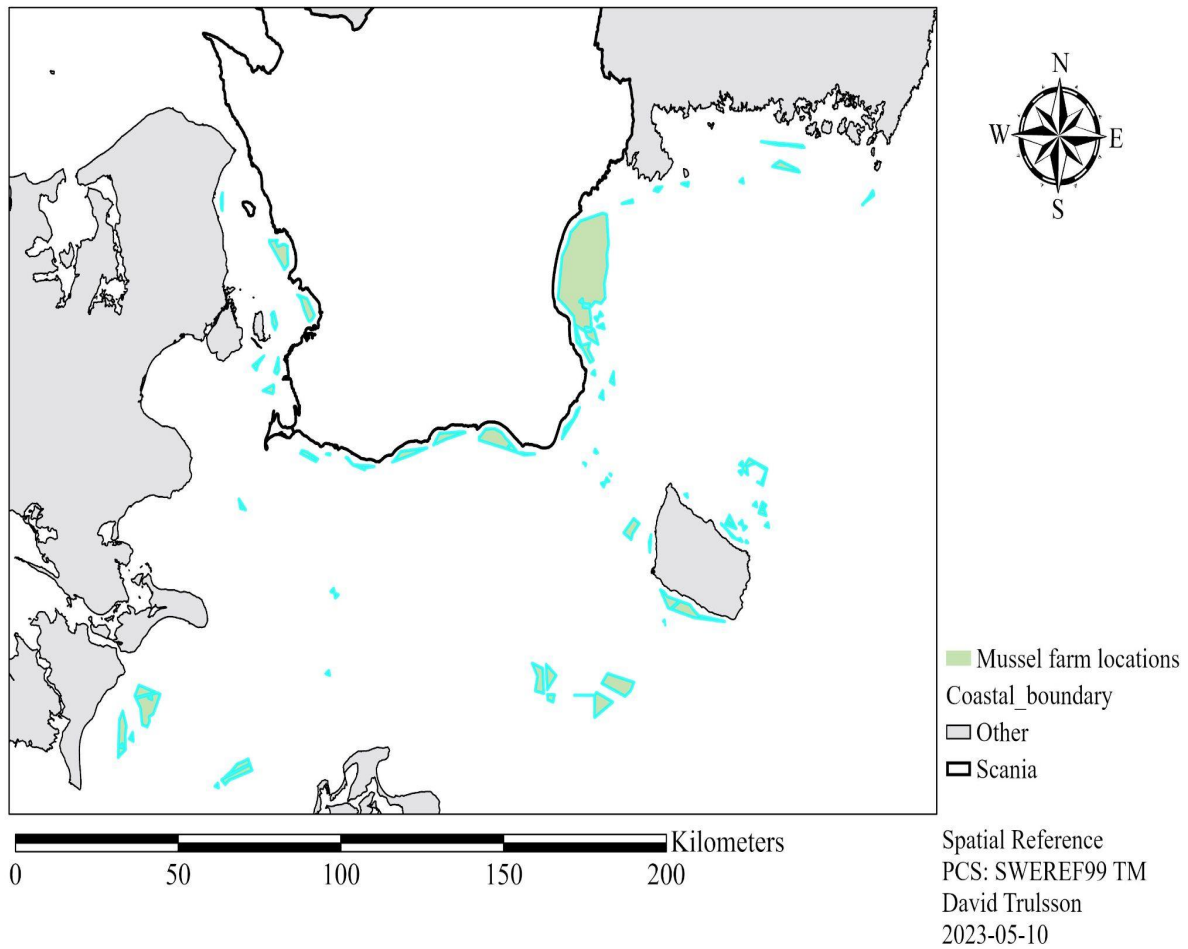 N
W E
S
Mussel farm locations
Coastal_boundary
Other
Scania
Kilometers
0 50 100 150 200
Spatial Reference
PCS: SWEREF99 TM
David Trulsson
2023-05-10